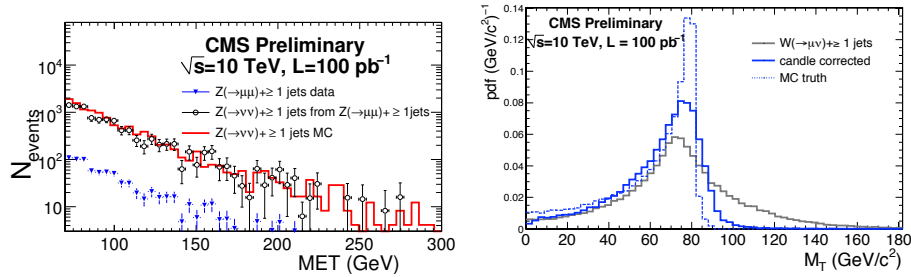 CMS Preliminary
√s=10 TeV, L=100 pb⁻¹
Z(→μμ)+≥ 1 jets data
Z(→νν)+≥ 1 jets from Z(→μμ)+≥ 1jets
Z(→νν)+≥ 1 jets MC
N_events
10³
10²
10
100 150 200 250 300
MET (GeV)
CMS Preliminary
√s=10 TeV, L = 100 pb⁻¹
W(→μν)+≥ 1 jets
candle corrected
MC truth
pdf (GeV/c²)⁻¹
0.14
0.12
0.10
0.08
0.06
0.04
0.02
0
0 20 40 60 80 100 120 140 160 180
M_T (GeV/c²)